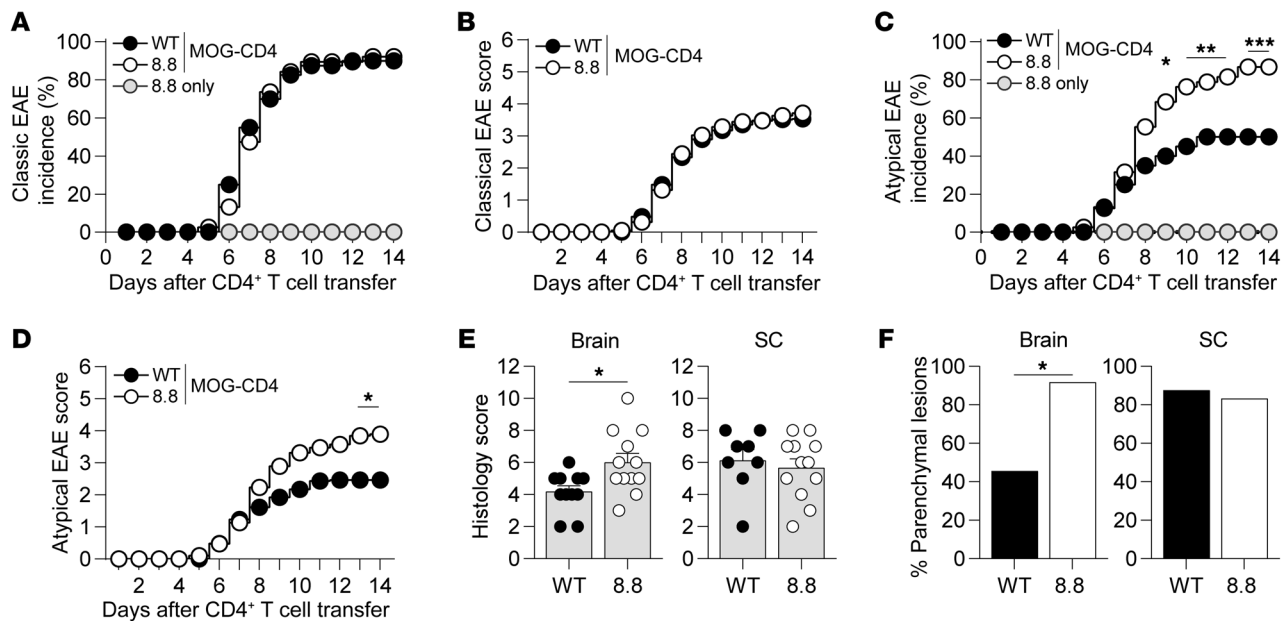 A
Classic EAE
incidence (%)
100
80
60
40
20
0
WT
8.8
MOG-CD4
8.8 only
0 2 4 6 8 10 12 14
Days after CD4⁺ T cell transfer
B
Classical EAE score
6
5
4
3
2
1
0
WT
8.8
MOG-CD4
2 4 6 8 10 12 14
Days after CD4⁺ T cell transfer
C
Atypical EAE
incidence (%)
100
80
60
40
20
0
WT
8.8
MOG-CD4
8.8 only
* ** ***
0 2 4 6 8 10 12 14
Days after CD4⁺ T cell transfer
D
Atypical EAE score
6
5
4
3
2
1
0
WT
8.8
MOG-CD4
*
2 4 6 8 10 12 14
Days after CD4⁺ T cell transfer
E
Histology score
Brain
12
10
8
6
4
2
0
*
WT 8.8
SC
12
10
8
6
4
2
0
WT 8.8
F
% Parenchymal lesions
Brain
100
80
60
40
20
0
*
WT 8.8
SC
100
80
60
40
20
0
WT 8.8